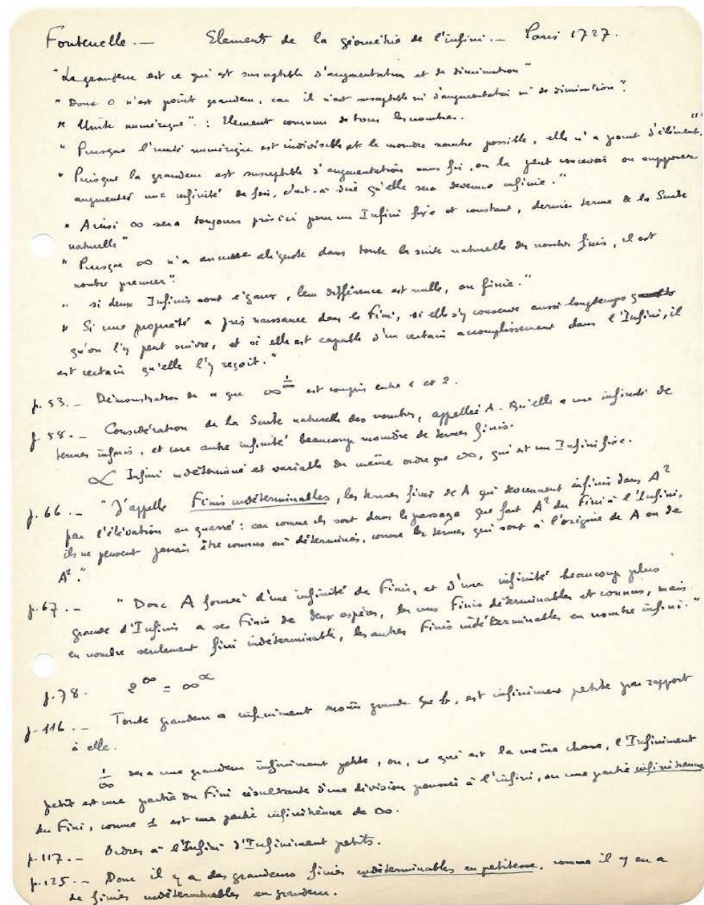 Fontenelle. — Elements de la géométrie de l'infini. — Paris 1727.
"La grandeur est ce qui est susceptible d'augmentation et de diminution"
" Donc 0 n'est point grandeur, car il n'est susceptible ni d'augmentation ni de diminution".
" Unité numérique". : Element commun de tous les nombres.
" Puisque l'unité numérique est indivisible et le moindre nombre possible, elle n'a point d'élément."
" Puisque la grandeur est susceptible d'augmentation sans fin, on la peut concevoir ou supposer
augmentée une infinité de fois, c'est-à-dire qu'elle sera devenue infinie."
" Ainsi ∞ sera toujours pris ici pour un Infini fixe et constant, dernier terme de la Suite
naturelle"
" Puisque ∞ n'a aucune aliquote dans toute la suite naturelle des nombres finis, il est
nombre premier".
" si deux Infinis sont égaux, leur différence est nulle, ou finie."
" Si une propriété a pris naissance dans le Fini, si elle s'y conserve aussi longtemps
qu'on l'y peut suivre, et si elle est capable d'un certain accomplissement dans l'Infini, il
est certain qu'elle l'y reçoit."
p. 53. — Démonstration de ce que ∞^1/∞ est compris entre 1 et 2.
p. 58. — Considération de la Suite naturelle des nombres, appellée A. Qu'elle a une infinité de
termes infinis, et une autre infinité beaucoup moindre de termes finis.
∝ Infini indéterminé et variable du même ordre que ∞, qui est un Infini fixe.
p. 66. — "J'appelle Finis indéterminables, les termes finis de A qui deviennent infinis dans A²
par l'élévation au quarré : car comme ils sont dans le passage que fait A² du Fini à l'Infini,
ils ne peuvent jamais être connus ni déterminés, comme les termes qui sont à l'origine de A ou de
A²."
p. 67. — " Donc A formée d'une infinité de Finis, et d'une infinité beaucoup plus
grande d'Infinis a ses Finis de deux espèces, les uns Finis déterminables et connus, mais
en nombre seulement fini indéterminable, les autres Finis indéterminables en nombre infini."
p. 78. 2^∞ = ∞^∝
p. 116. — Toute grandeur a infiniment moins grande que b, est infiniment petite par rapport
à elle.
1/∞ sera une grandeur infiniment petite, ou, ce qui est la même chose, l'Infiniment
petit est une partie du Fini résultante d'une division poussée à l'infini, ou une partie infinitième
du Fini, comme 1 est une partie infinitième de ∞.
p. 117. — Ordres à l'Infini d'Infiniment petits.
p. 125. — Donc il y a des grandeurs finies indéterminables en petitesse, comme il y en a
de finies indéterminables en grandeur.